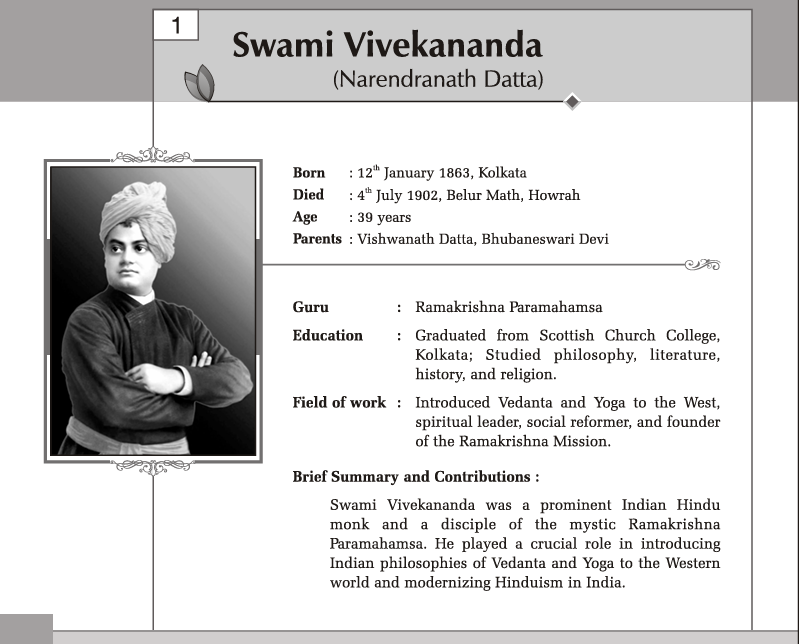 1
Swami Vivekananda
(Narendranath Datta)
Born : 12th January 1863, Kolkata
Died : 4th July 1902, Belur Math, Howrah
Age : 39 years
Parents : Vishwanath Datta, Bhubaneswari Devi
Guru : Ramakrishna Paramahamsa
Education : Graduated from Scottish Church College,
Kolkata; Studied philosophy, literature,
history, and religion.
Field of work : Introduced Vedanta and Yoga to the West,
spiritual leader, social reformer, and founder
of the Ramakrishna Mission.
Brief Summary and Contributions :
Swami Vivekananda was a prominent Indian Hindu
monk and a disciple of the mystic Ramakrishna
Paramahamsa. He played a crucial role in introducing
Indian philosophies of Vedanta and Yoga to the Western
world and modernizing Hinduism in India.